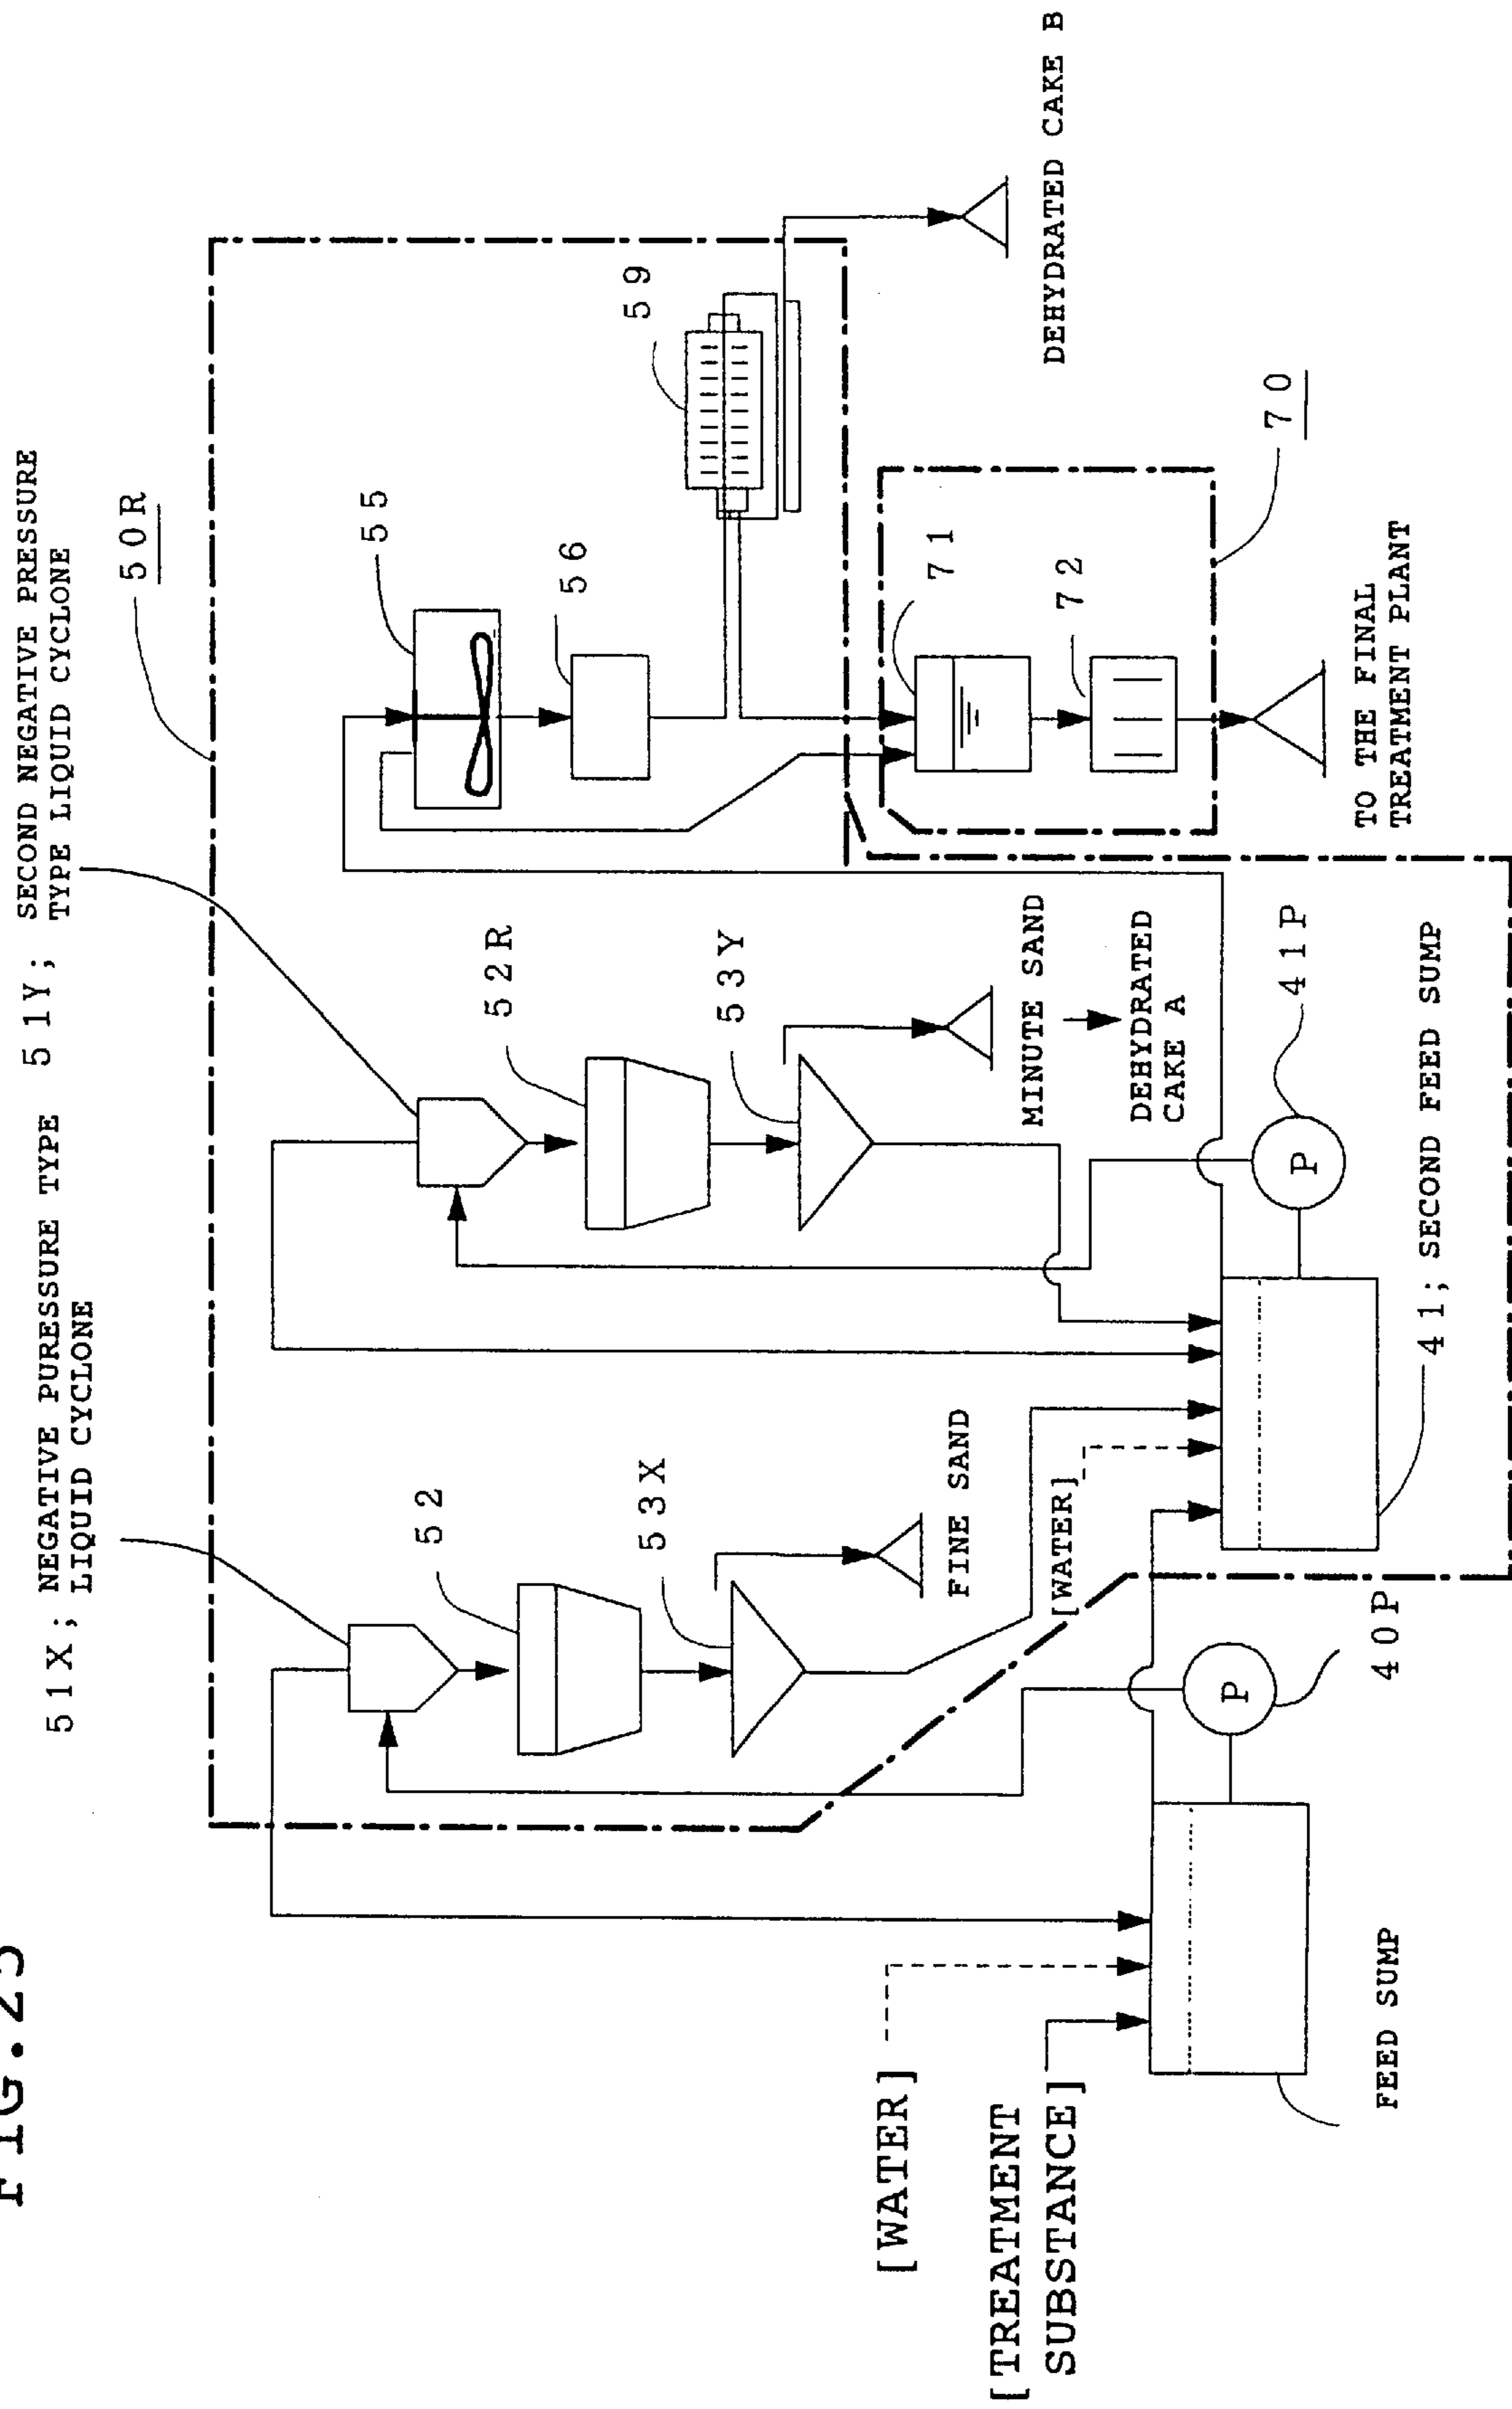 FIG.25
51X; NEGATIVE PURESSURE TYPE
LIQUID CYCLONE
51Y; SECOND NEGATIVE PRESSURE
TYPE LIQUID CYCLONE
50R
52
53X
FINE SAND
52R
53Y
MINUTE SAND
DEHYDRATED
CAKE A
55
56
59
DEHYDRATED CAKE B
71
72
70
TO THE FINAL
TREATMENT PLANT
[WATER]
[TREATMENT
SUBSTANCE]
FEED SUMP
P
40P
[WATER]
P
41P
41; SECOND FEED SUMP